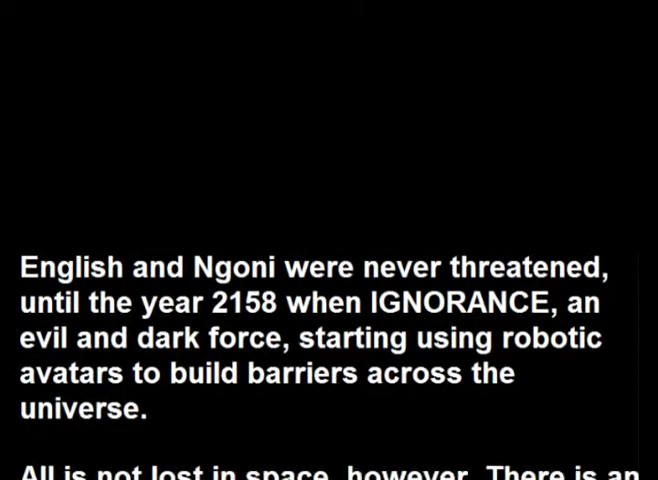 English and Ngoni were never threatened,
until the year 2158 when IGNORANCE, an
evil and dark force, starting using robotic
avatars to build barriers across the
universe.
All is not lost in space, however. There is an